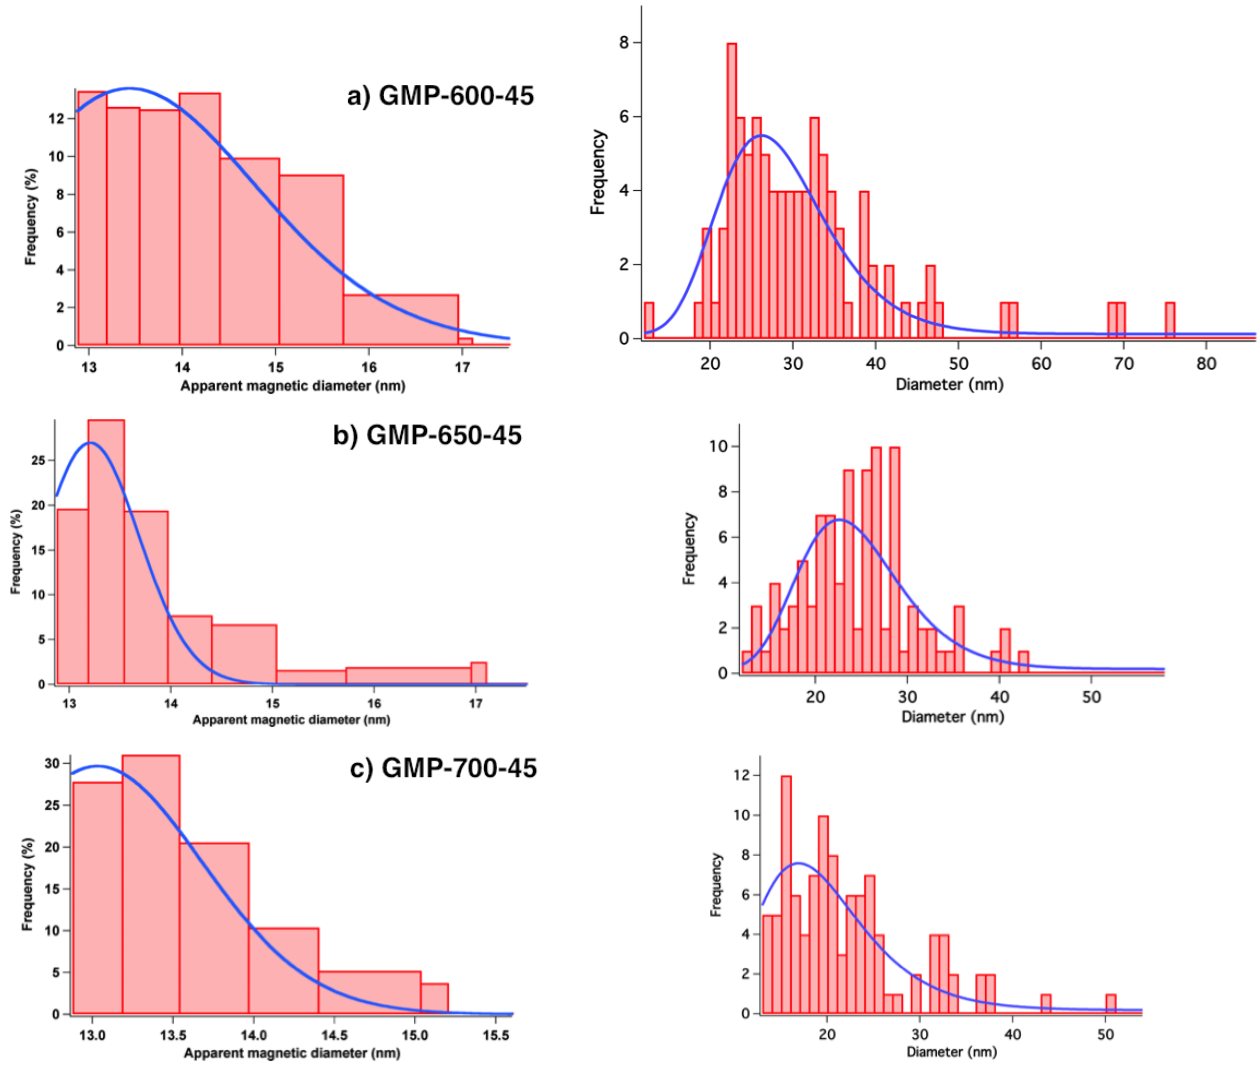 a) GMP-600-45
Frequency (%)
12
10
8
6
4
2
0
13 14 15 16 17
Apparent magnetic diameter (nm)
Frequency
8
6
4
2
0
20 30 40 50 60 70 80
Diameter (nm)
b) GMP-650-45
Frequency (%)
25
20
15
10
5
0
13 14 15 16 17
Apparent magnetic diameter (nm)
Frequency
10
8
6
4
2
0
20 30 40 50
Diameter (nm)
c) GMP-700-45
Frequency (%)
30
25
20
15
10
5
0
13.0 13.5 14.0 14.5 15.0 15.5
Apparent magnetic diameter (nm)
Frequency
12
10
8
6
4
2
0
20 30 40 50
Diameter (nm)